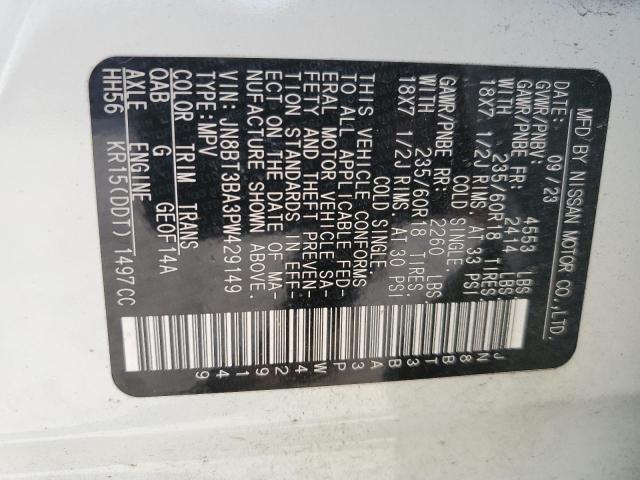 MFD BY NISSAN MOTOR CO.,LTD.
DATE: 09 / 23
GVWR/PNBV: 4553 LBS.
GAWR/PNBE FR: 2414 LBS.
WITH 235/60R18 TIRES,
18X7 1/2J RIMS, AT 33 PSI
COLD SINGLE
GAWR/PNBE RR: 2260 LBS.
WITH 235/60R18 TIRES:
18X7 1/2J RIMS, AT 30 PSI
COLD SINGLE
THIS VEHICLE CONFORMS
TO ALL APPLICABLE FED-
ERAL MOTOR VEHICLE SA-
FETY AND THEFT PREVEN-
TION STANDARDS IN EFF-
ECT ON THE DATE OF MA-
NUFACTURE SHOWN ABOVE.
VIN: JN8BT3BA3PW429149
TYPE: MPV
COLOR TRIM TRANS
QAB G GE0F14A
AXLE ENGINE
HH56 KR15(DDT) 1497CC
JN8BT3BA3PW429149